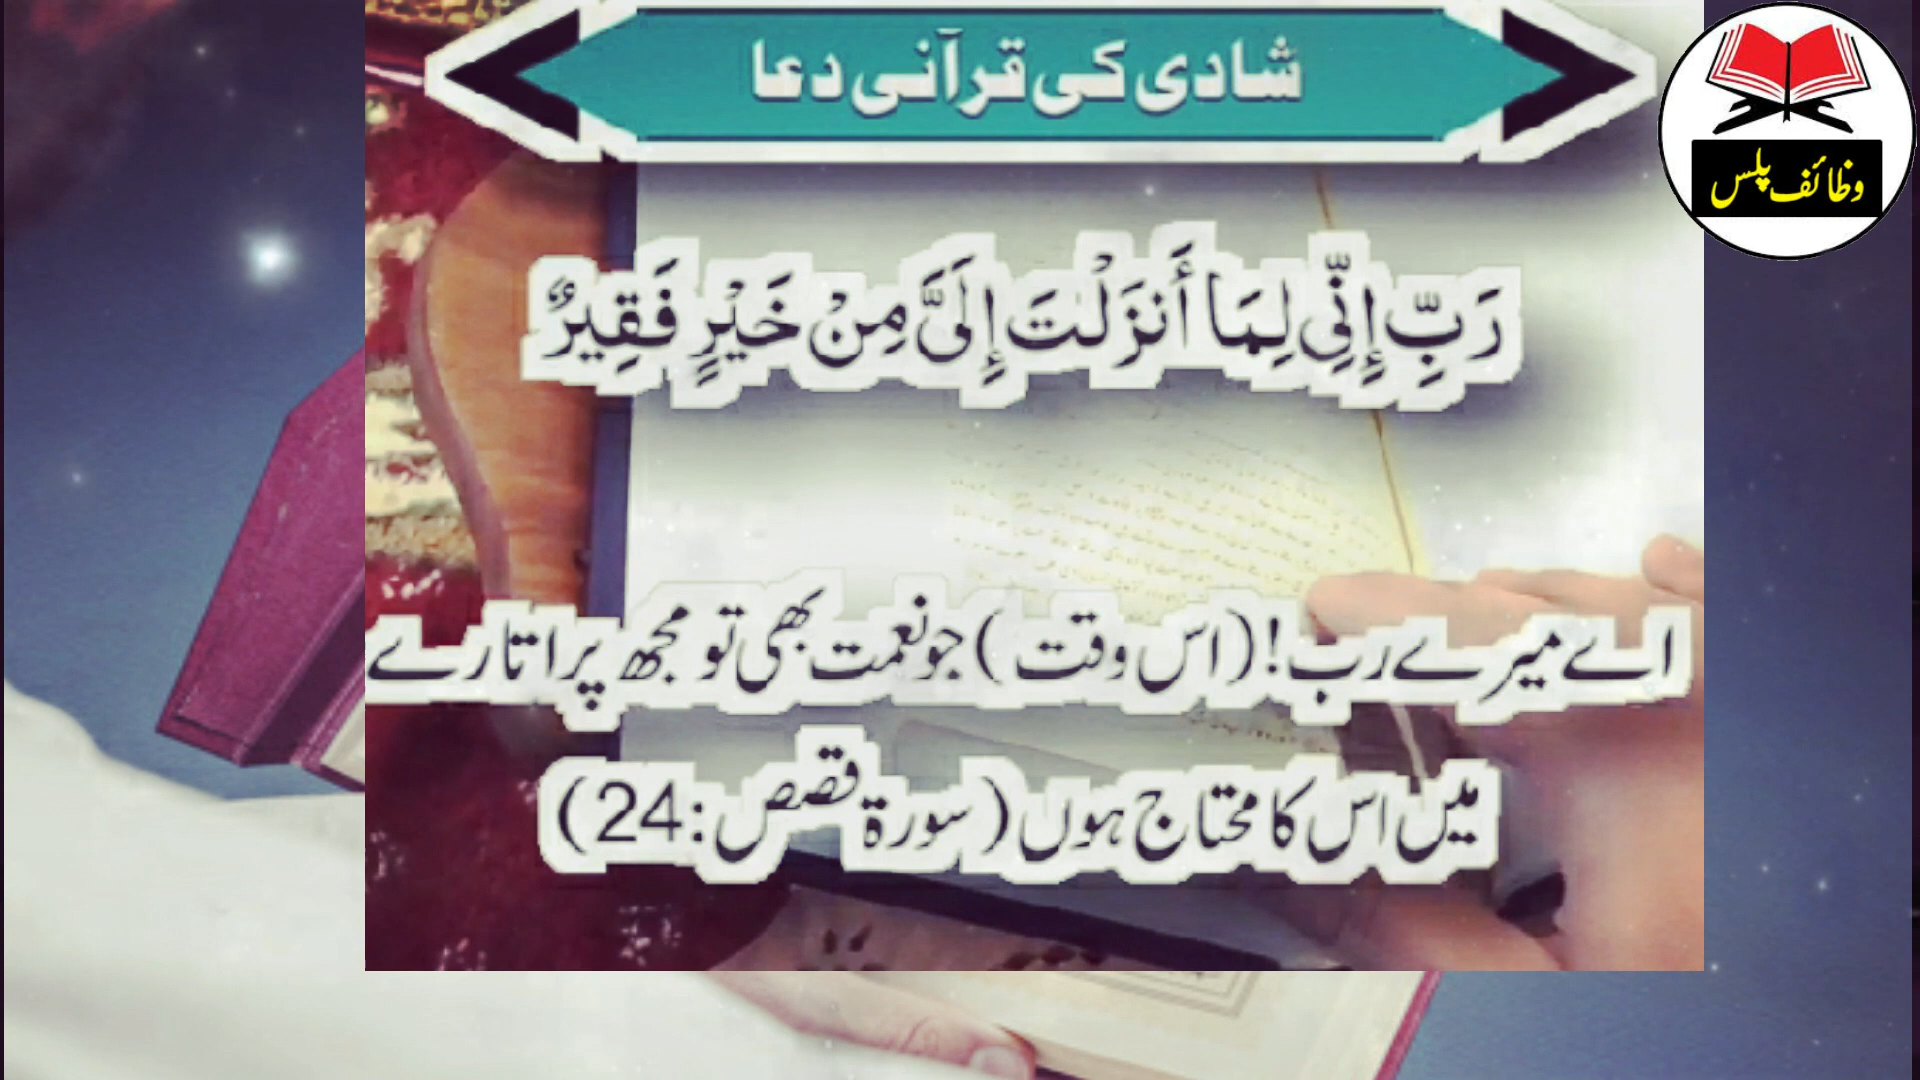 شادی کی قرآنی دعا
وظائف پلس
رَبِّ إِنِّي لِمَا أَنزَلْتَ إِلَيَّ مِنْ خَيْرٍ فَقِيرٌ
اے میرے رب! (اس وقت) جو نعمت بھی تو مجھ پر اتارے
میں اس کا محتاج ہوں (سورۃ قصص:24)